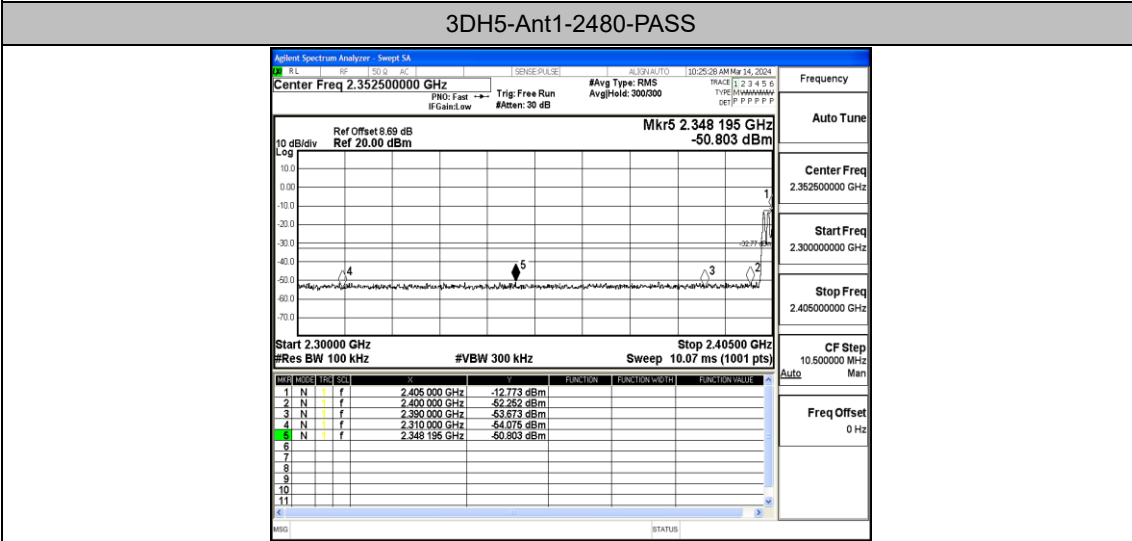 3DH5-Ant1-2480-PASS
Agilent Spectrum Analyzer - Swept SA
RL RF 50 Ω AC SENSE:PULSE ALIGNAUTO 10:25:28 AM Mar 14, 2024
Center Freq 2.352500000 GHz
PNO: Fast
IFGain:Low
Trig: Free Run
#Atten: 30 dB
#Avg Type: RMS
Avg|Hold: 300/300
TRACE 1 2 3 4 5 6
TYPE MWWWWW
DET P P P P P P
Frequency
Auto Tune
Mkr5 2.348 195 GHz
-50.803 dBm
Ref Offset 8.69 dB
10 dB/div Ref 20.00 dBm
Log
10.0
0.00
-10.0
-20.0
-30.0
-40.0
-50.0
-60.0
-70.0
1
-32.77 dBm
4
5
3
2
Center Freq
2.352500000 GHz
Start Freq
2.300000000 GHz
Stop Freq
2.405000000 GHz
Start 2.30000 GHz Stop 2.40500 GHz
#Res BW 100 kHz #VBW 300 kHz Sweep 10.07 ms (1001 pts)
CF Step
10.500000 MHz
Auto Man
MKR MODE TRC SCL X Y FUNCTION FUNCTION WIDTH FUNCTION VALUE
1 N 1 f 2.405 000 GHz -12.773 dBm
2 N 1 f 2.400 000 GHz -52.252 dBm
3 N 1 f 2.390 000 GHz -53.673 dBm
4 N 1 f 2.310 000 GHz -54.075 dBm
5 N 1 f 2.348 195 GHz -50.803 dBm
6
7
8
9
10
11
Freq Offset
0 Hz
MSG STATUS